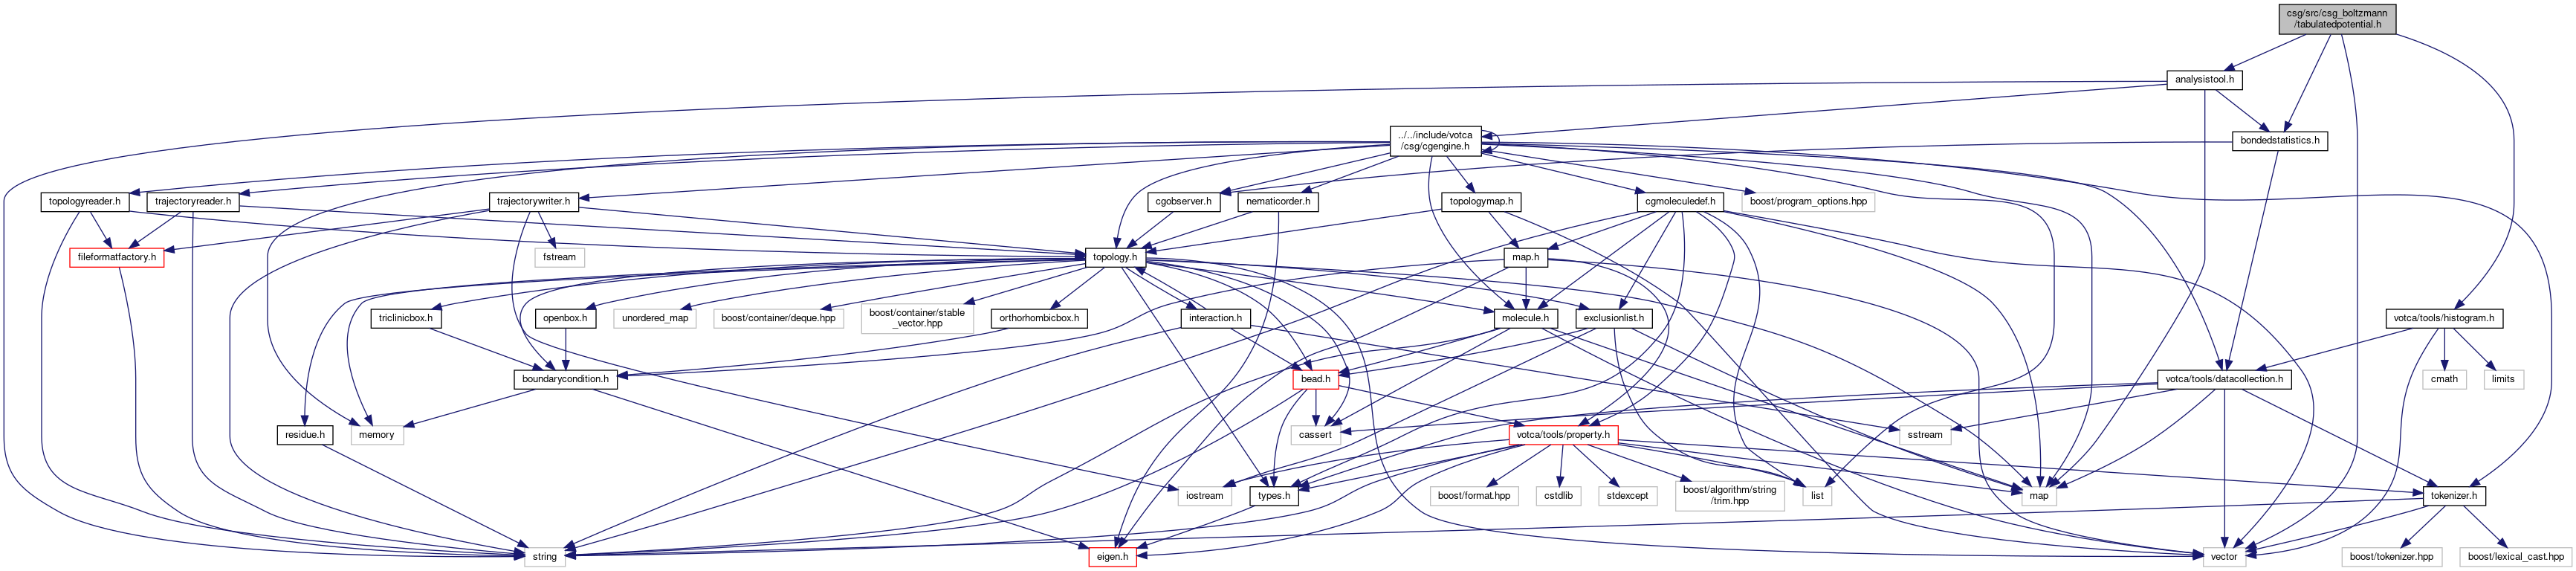 csg/src/csg_boltzmann
/tabulatedpotential.h
analysistool.h
../../include/votca
/csg/cgengine.h
bondedstatistics.h
topologyreader.h
trajectoryreader.h
trajectorywriter.h
cgobserver.h
nematicorder.h
topologymap.h
cgmoleculedef.h
boost/program_options.hpp
fileformatfactory.h
fstream
topology.h
map.h
triclinicbox.h
openbox.h
unordered_map
boost/container/deque.hpp
boost/container/stable
_vector.hpp
orthorhombicbox.h
interaction.h
molecule.h
exclusionlist.h
votca/tools/histogram.h
boundarycondition.h
bead.h
votca/tools/datacollection.h
cmath
limits
residue.h
memory
cassert
votca/tools/property.h
sstream
iostream
types.h
boost/format.hpp
cstdlib
stdexcept
boost/algorithm/string
/trim.hpp
list
map
tokenizer.h
string
eigen.h
vector
boost/tokenizer.hpp
boost/lexical_cast.hpp